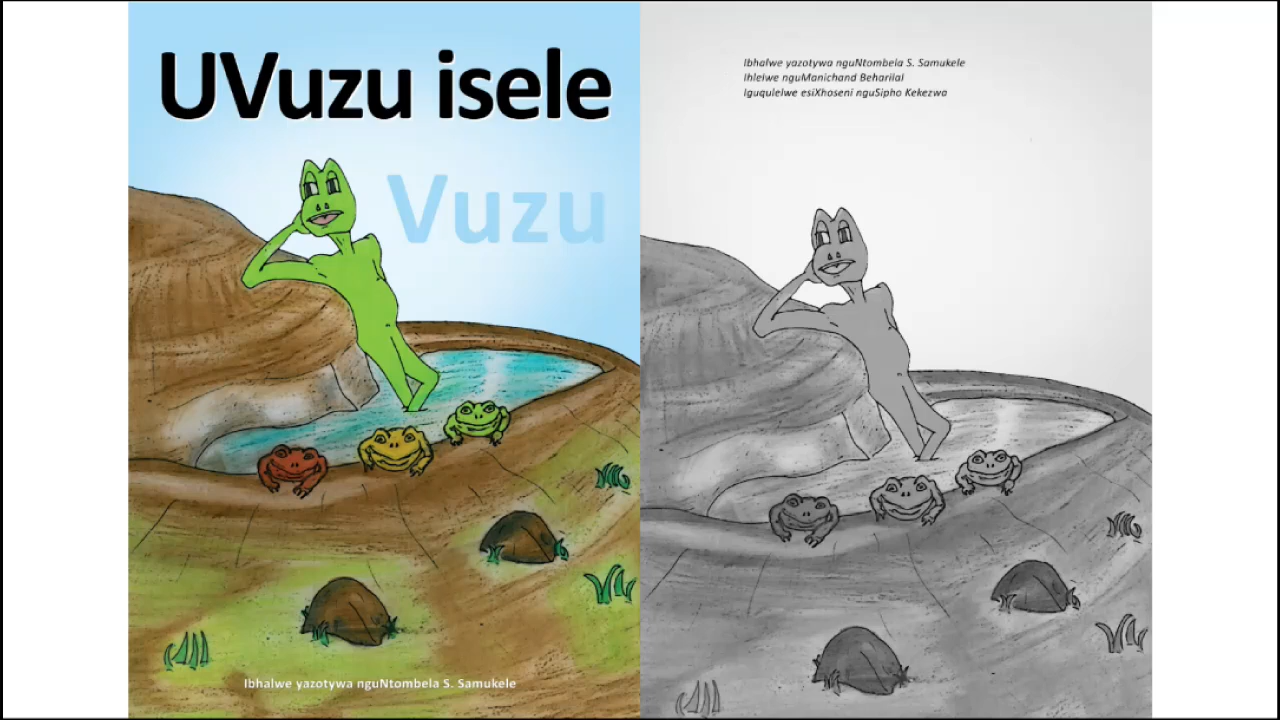 UVuzu isele
Vuzu
Ibhalwe yazotywa nguNtombela S. Samukele
Ibhalwe yazotywa nguNtombela S. Samukele
Ihlelwe nguManichand Beharilal
Iguqulelwe esiXhoseni nguSipho Kekezwa